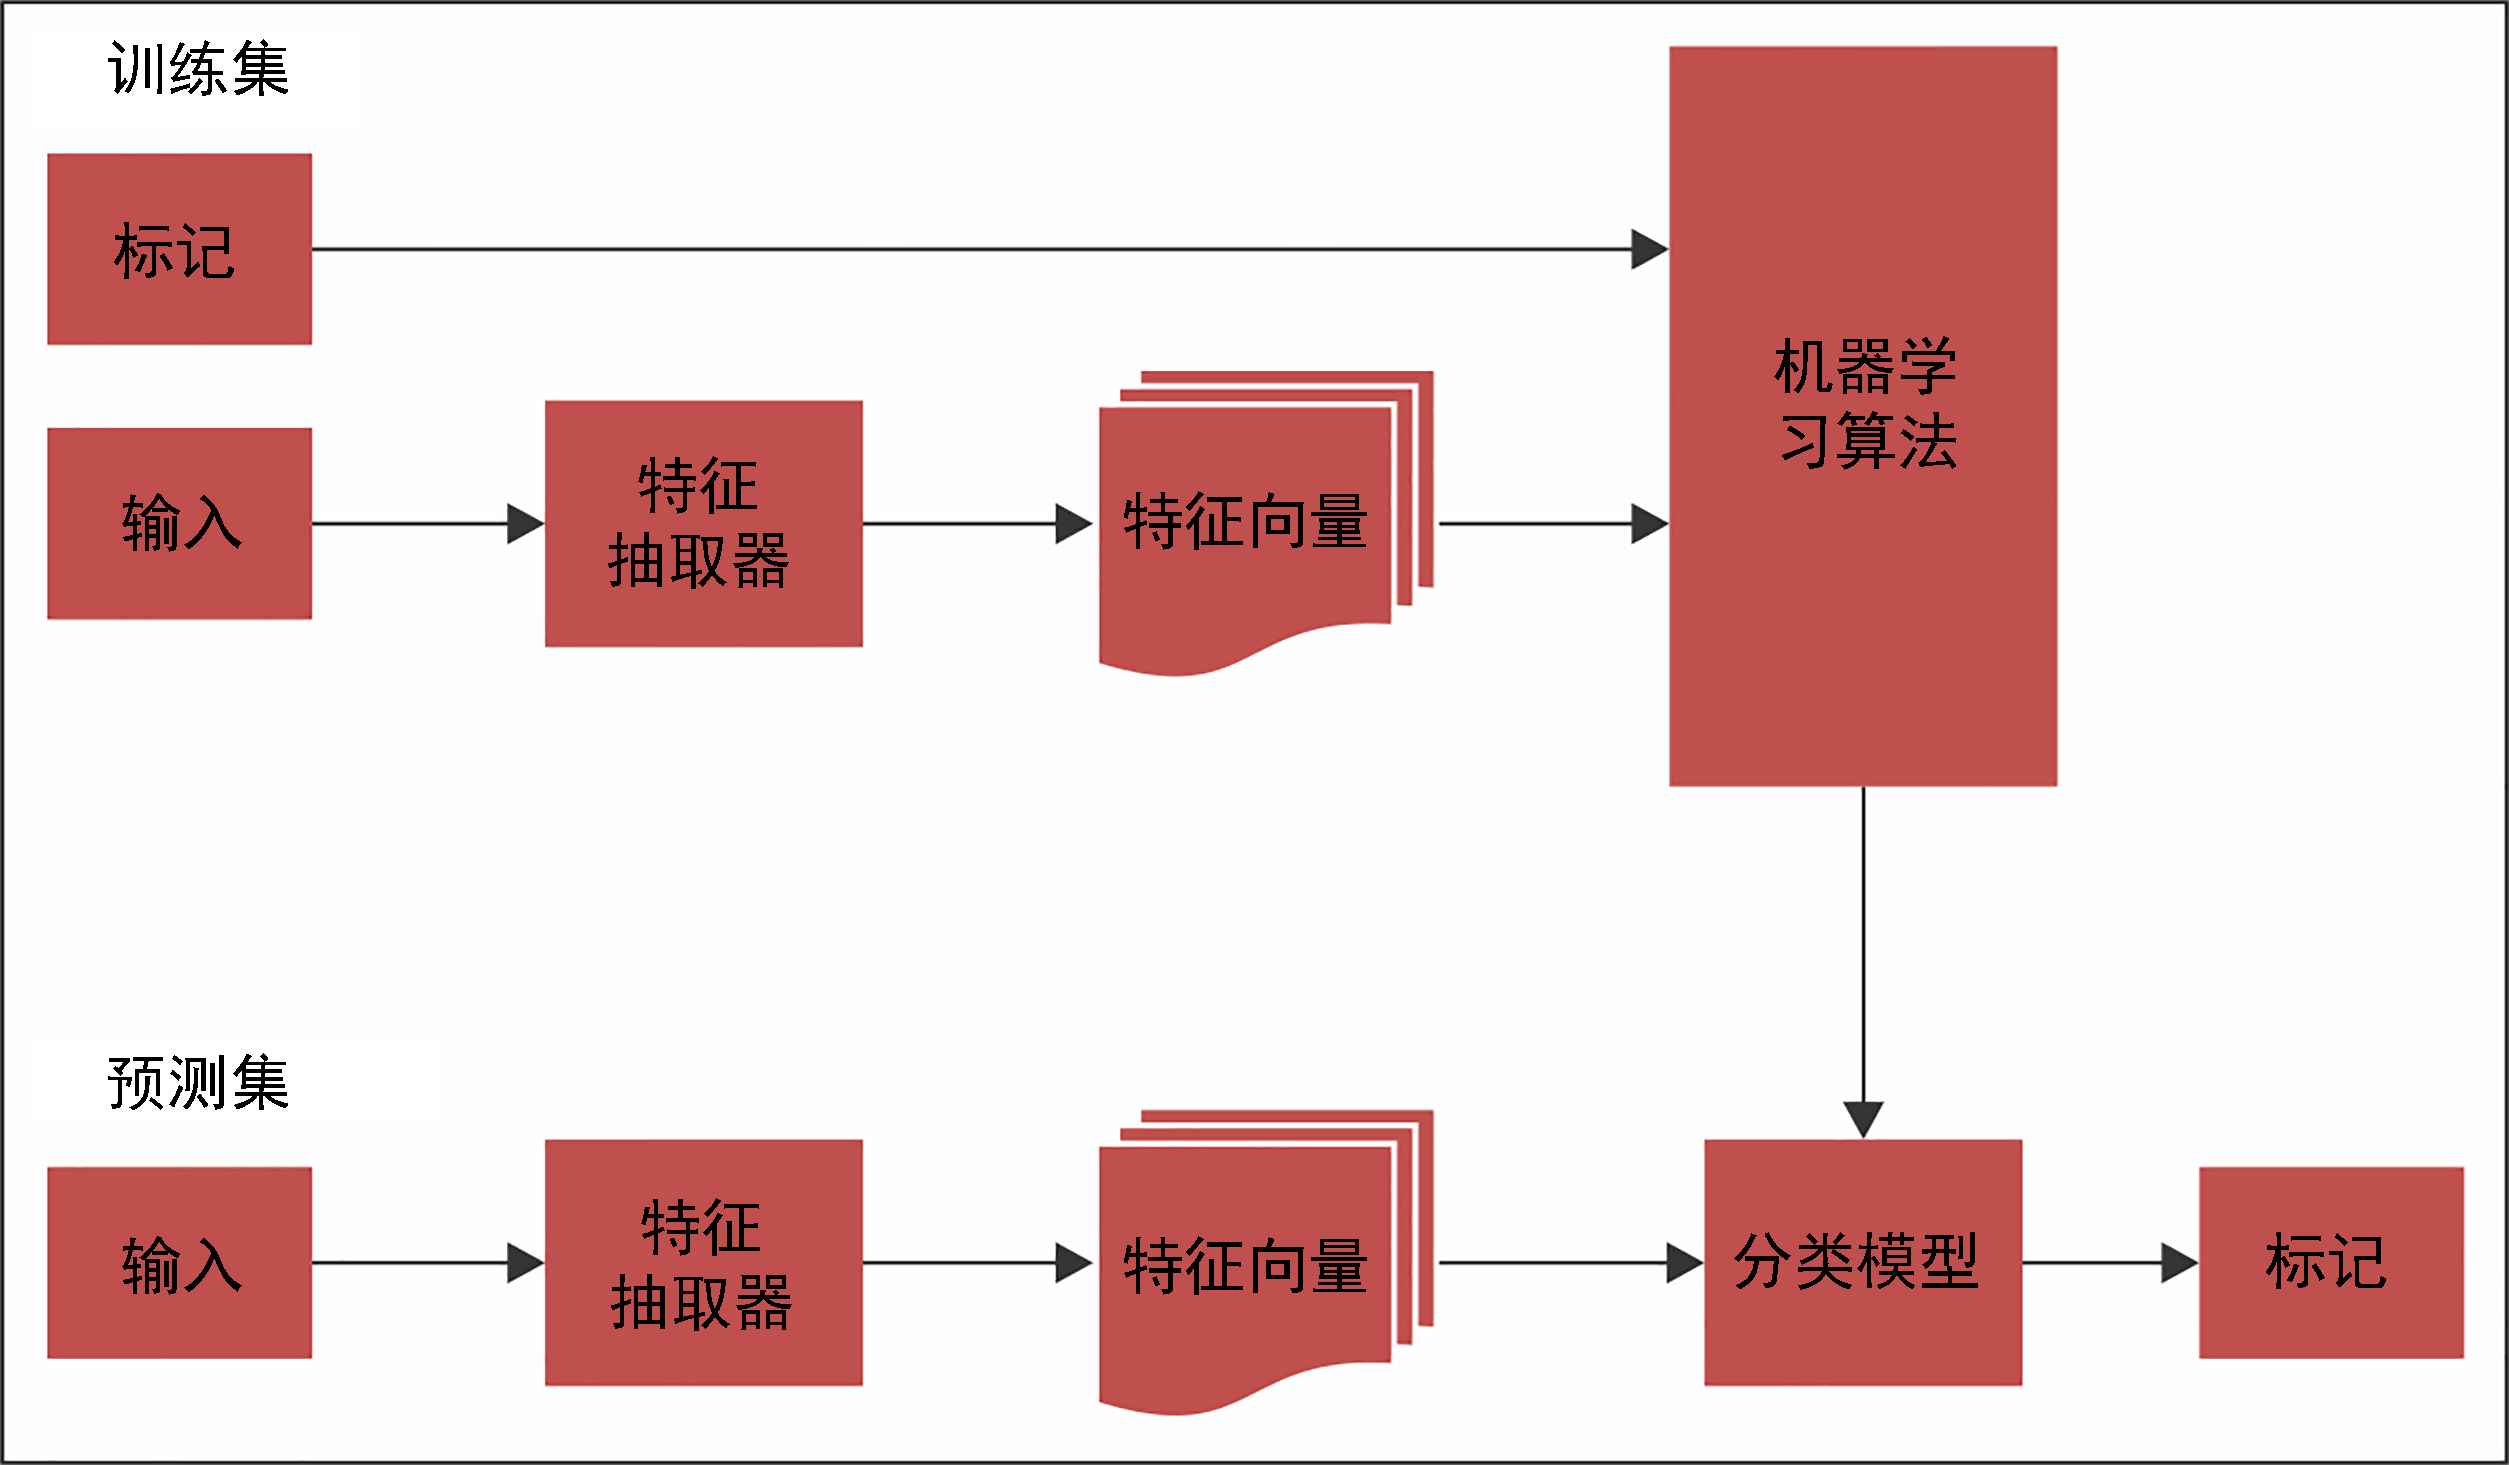 训练集
标记
输入
特征
抽取器
特征向量
机器学
习算法
预测集
输入
特征
抽取器
特征向量
分类模型
标记